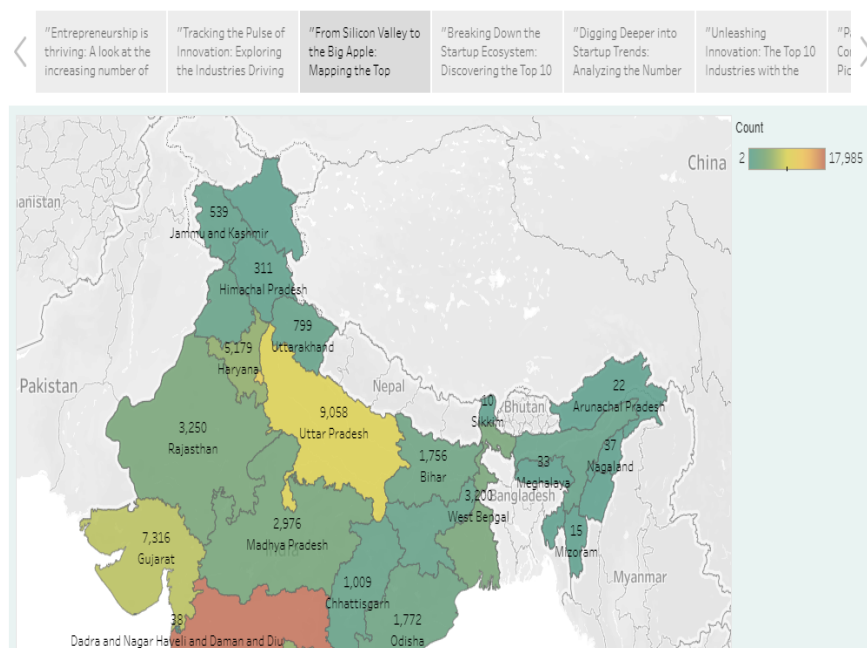 "Entrepreneurship is
thriving: A look at the
increasing number of
"Tracking the Pulse of
Innovation: Exploring
the Industries Driving
"From Silicon Valley to
the Big Apple:
Mapping the Top
"Breaking Down the
Startup Ecosystem:
Discovering the Top 10
"Digging Deeper into
Startup Trends:
Analyzing the Number
"Unleashing
Innovation: The Top 10
Industries with the
Count
2
17,985
China
anistan
539
Jammu and Kashmir
311
Himachal Pradesh
799
Uttarakhand
5,179
Haryana
Pakistan
Nepal
22
Arunachal Pradesh
10
Sikkim
Bhutan
9,058
Uttar Pradesh
3,250
Rajasthan
1,756
Bihar
37
Nagaland
33
Meghalaya
3,200
Bangladesh
West Bengal
15
Mizoram
2,976
Madhya Pradesh
7,316
Gujarat
Myanmar
1,009
Chhattisgarh
1,772
Odisha
38
Dadra and Nagar Haveli and Daman and Diu